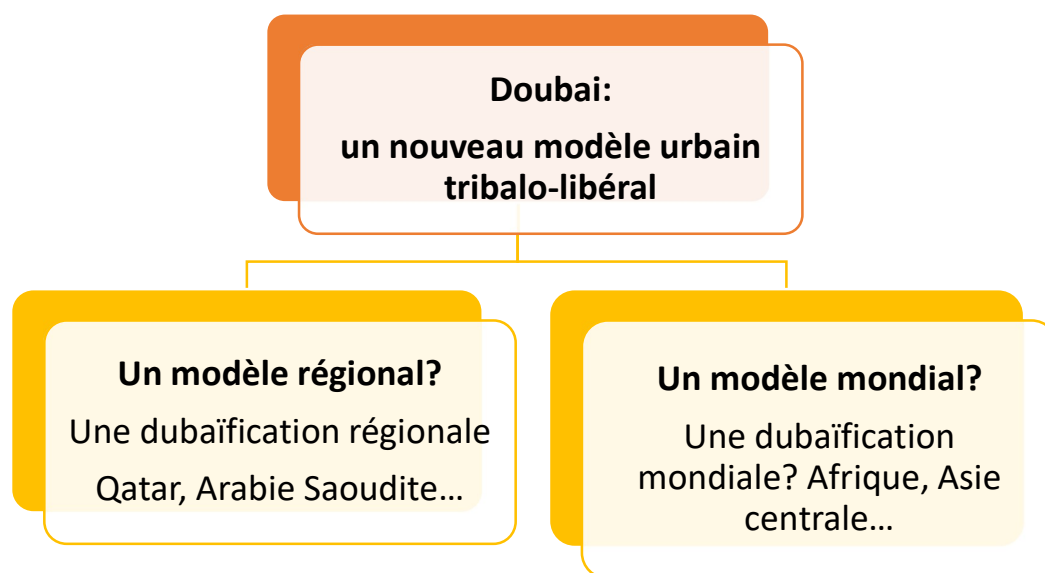 Doubai:
un nouveau modèle urbain
tribalo-libéral
Un modèle régional?
Une dubaïfication régionale
Qatar, Arabie Saoudite…
Un modèle mondial?
Une dubaïfication
mondiale? Afrique, Asie
centrale…